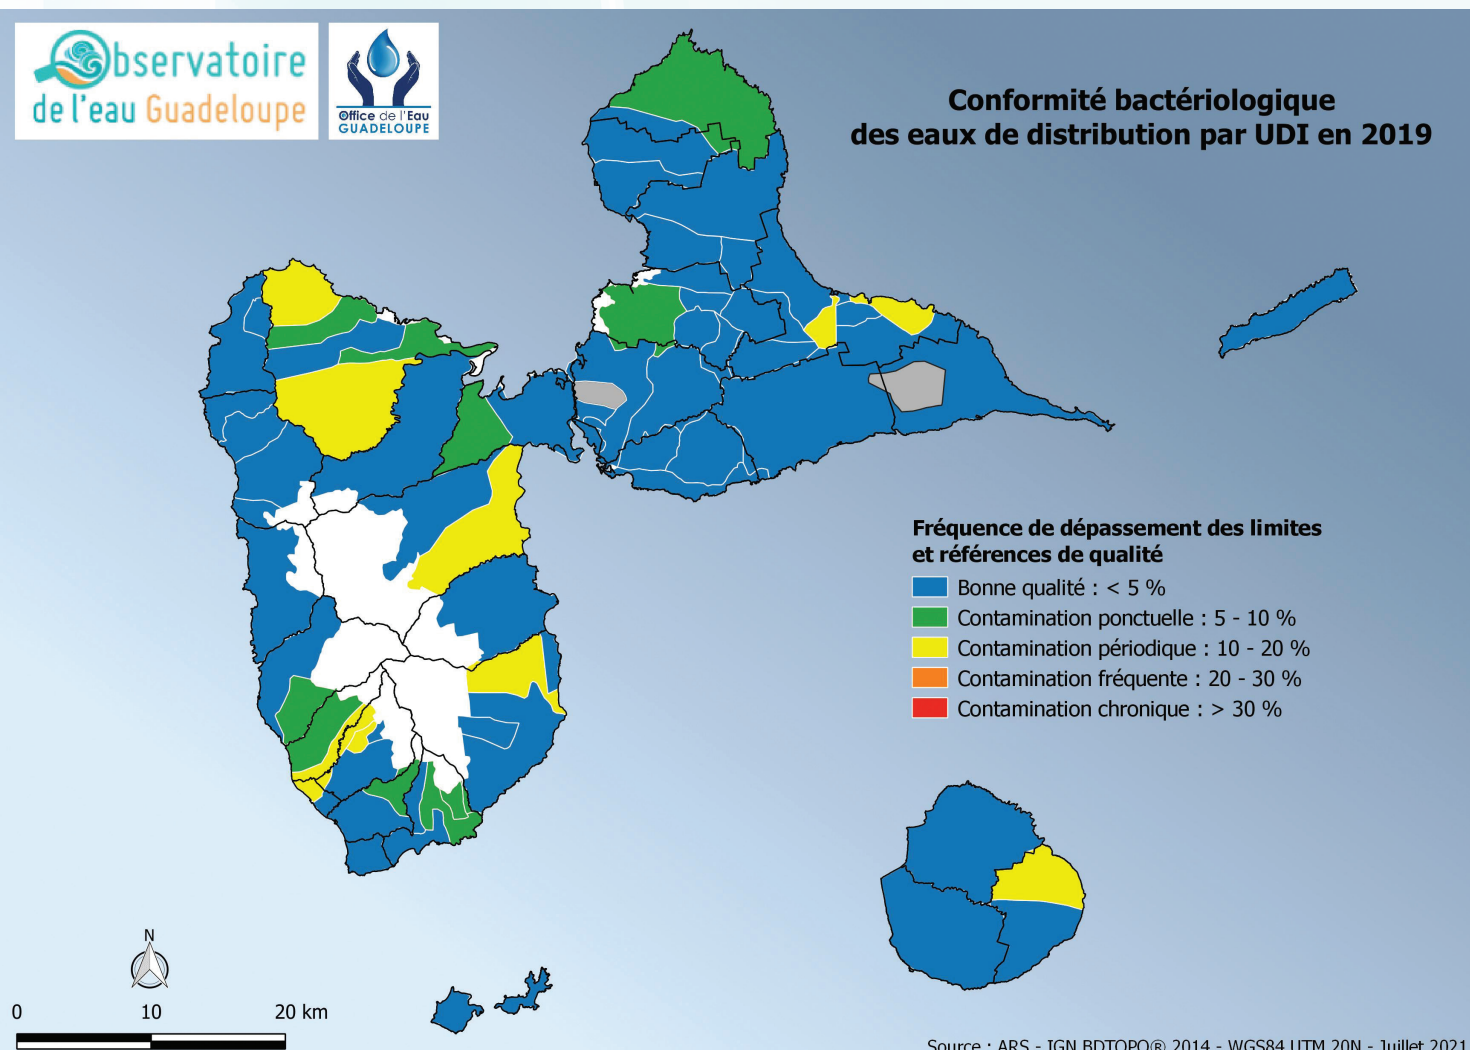 Observatoire
de l'eau Guadeloupe
Office de l'Eau
GUADELOUPE
Conformité bactériologique
des eaux de distribution par UDI en 2019
Fréquence de dépassement des limites
et références de qualité
Bonne qualité : < 5 %
Contamination ponctuelle : 5 - 10 %
Contamination périodique : 10 - 20 %
Contamination fréquente : 20 - 30 %
Contamination chronique : > 30 %
N
0 10 20 km
Source : ARS - IGN BDTOPO® 2014 - WGS84 UTM 20N - Juillet 2021